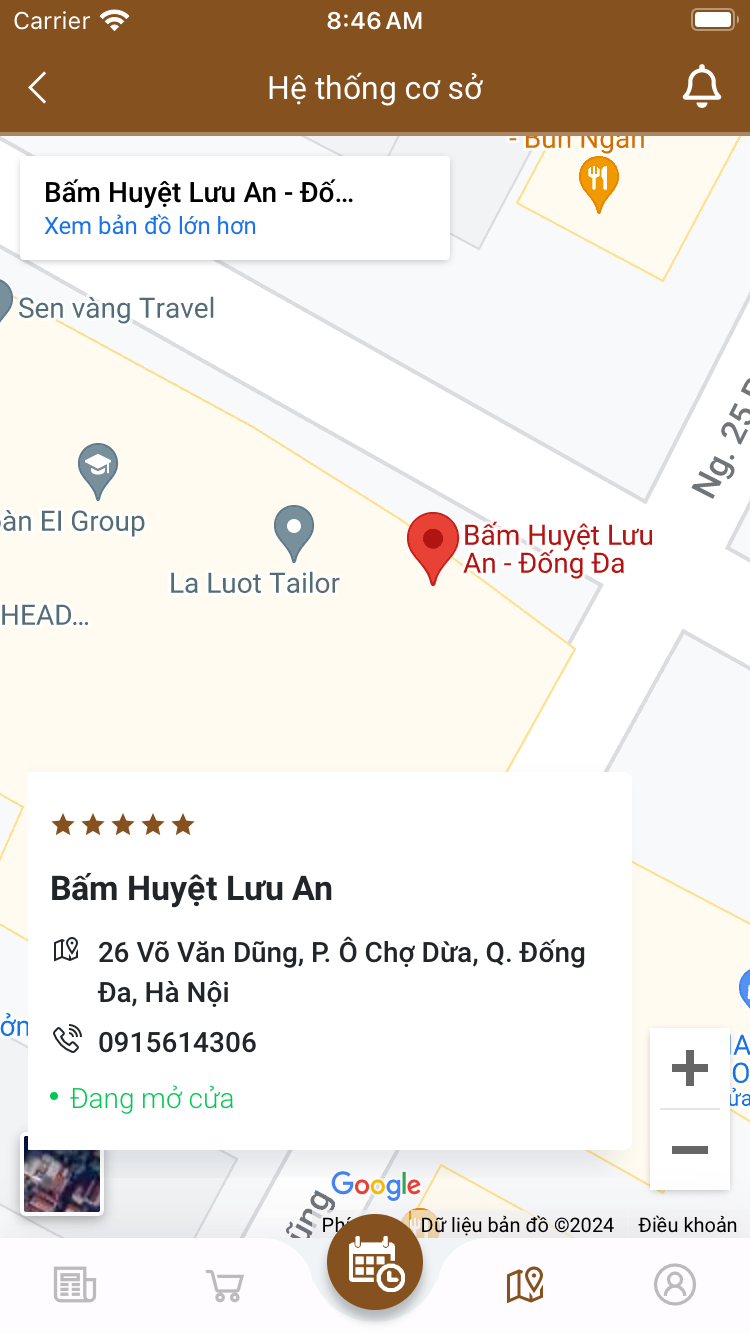 Carrier
8:46 AM
Hệ thống cơ sở
- Bún Ngan
Bấm Huyệt Lưu An - Đố...
Xem bản đồ lớn hơn
Sen vàng Travel
Ng. 25
EI Group
La Luot Tailor
HEAD...
Bấm Huyệt Lưu
An - Đống Đa
Bấm Huyệt Lưu An
26 Võ Văn Dũng, P. Ô Chợ Dừa, Q. Đống
Đa, Hà Nội
0915614306
Đang mở cửa
Google
Dữ liệu bản đồ ©2024
Điều khoản